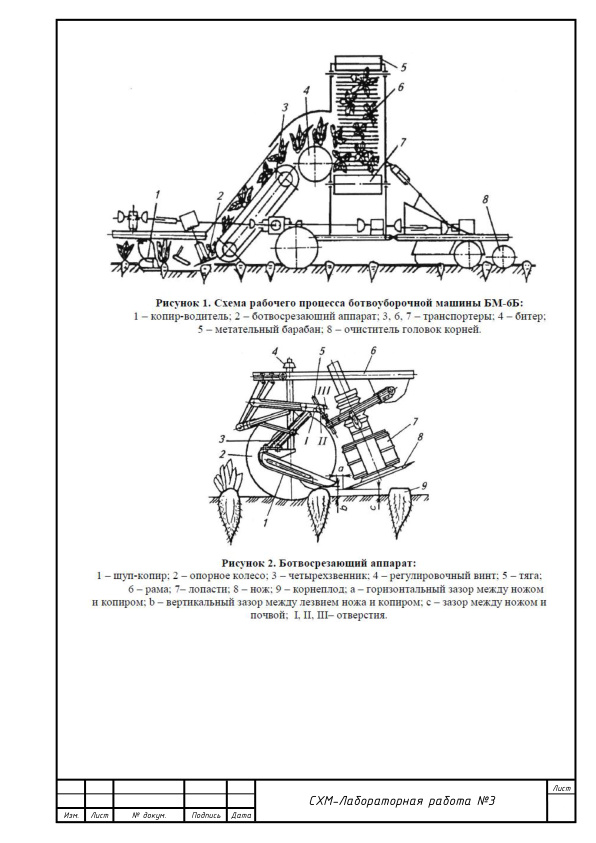 5
6
4
3
7
1
2
8
Рисунок 1. Схема рабочего процесса ботвоуборочной машины БМ-6Б:
1 – копир-водитель; 2 – ботвосрезающий аппарат; 3, 6, 7 – транспортеры; 4 – битер;
5 – метательный барабан; 8 – очиститель головок корней.
4
5
6
III
I
II
3
2
7
8
a
9
1
b
c
Рисунок 2. Ботвосрезающий аппарат:
1 – щуп-копир; 2 – опорное колесо; 3 – четырехзвенник; 4 – регулировочный винт; 5 – тяга;
6 – рама; 7– лопасти; 8 – нож; 9 – корнеплод; a – горизонтальный зазор между ножом
и копиром; b – вертикальный зазор между лезвием ножа и копиром; c – зазор между ножом и
почвой; I, II, III– отверстия.
СХМ-Лабораторная работа №3
Лист
Изм. Лист № докум. Подпись Дата